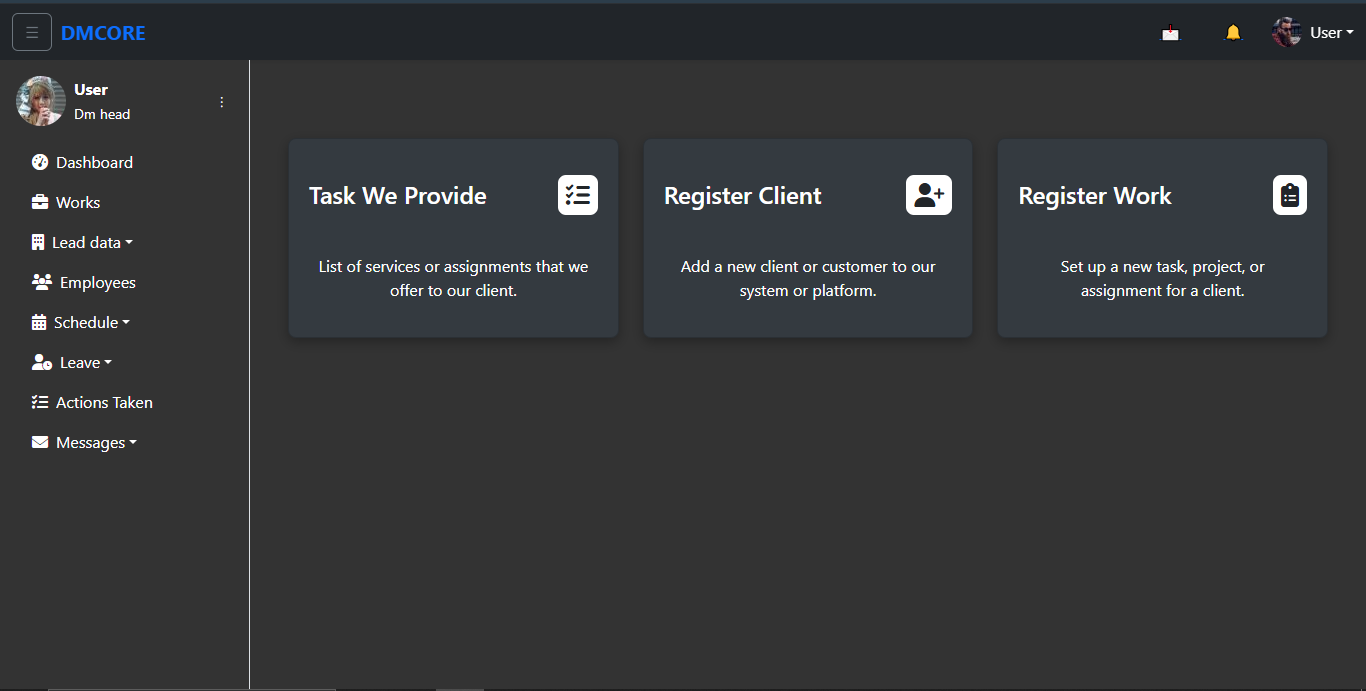 DMCORE
User
User
Dm head
Dashboard
Works
Lead data
Employees
Schedule
Leave
Actions Taken
Messages
Task We Provide
List of services or assignments that we
offer to our client.
Register Client
Add a new client or customer to our
system or platform.
Register Work
Set up a new task, project, or
assignment for a client.